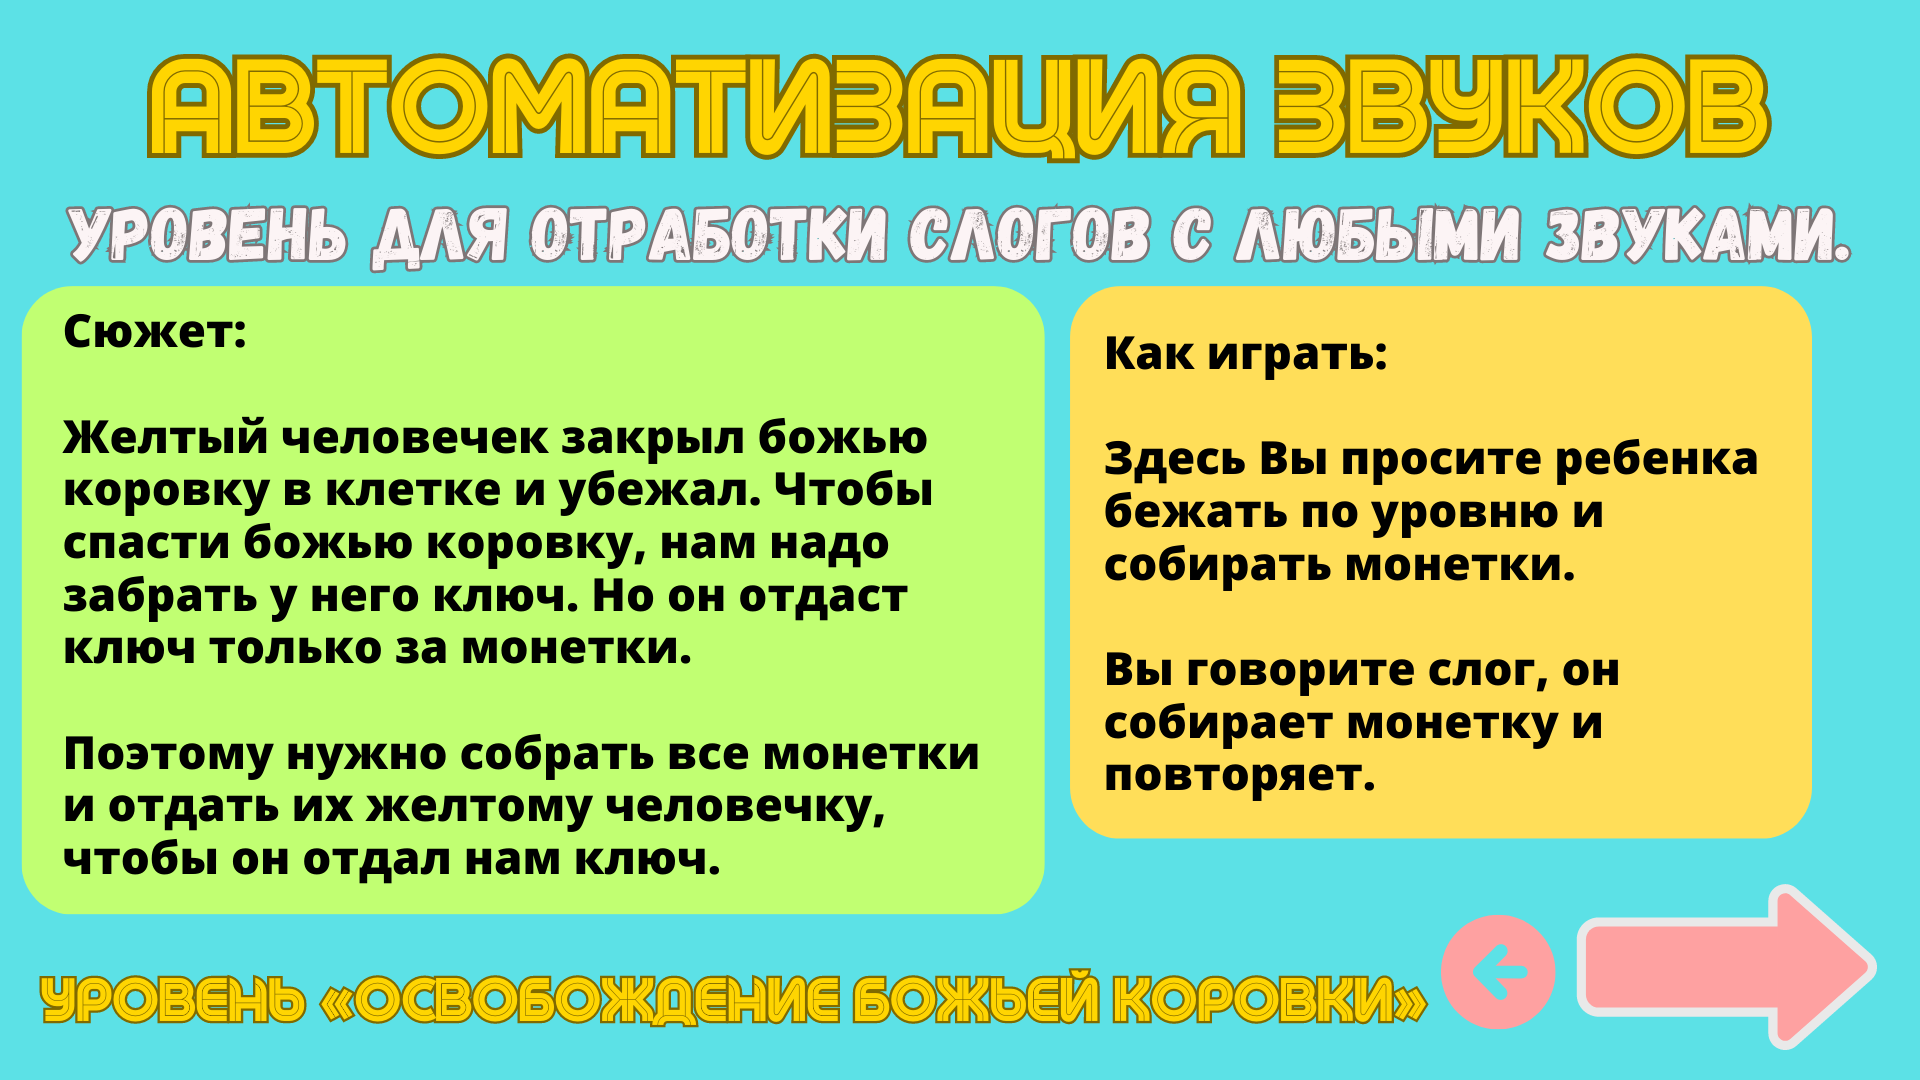 АВТОМАТИЗАЦИЯ ЗВУКОВ
УРОВЕНЬ ДЛЯ ОТРАБОТКИ СЛОГОВ С ЛЮБЫМИ ЗВУКАМИ.
Сюжет:
Желтый человечек закрыл божью
коровку в клетке и убежал. Чтобы
спасти божью коровку, нам надо
забрать у него ключ. Но он отдаст
ключ только за монетки.
Поэтому нужно собрать все монетки
и отдать их желтому человечку,
чтобы он отдал нам ключ.
Как играть:
Здесь Вы просите ребенка
бежать по уровню и
собирать монетки.
Вы говорите слог, он
собирает монетку и
повторяет.
УРОВЕНЬ «ОСВОБОЖДЕНИЕ БОЖЬЕЙ КОРОВКИ»